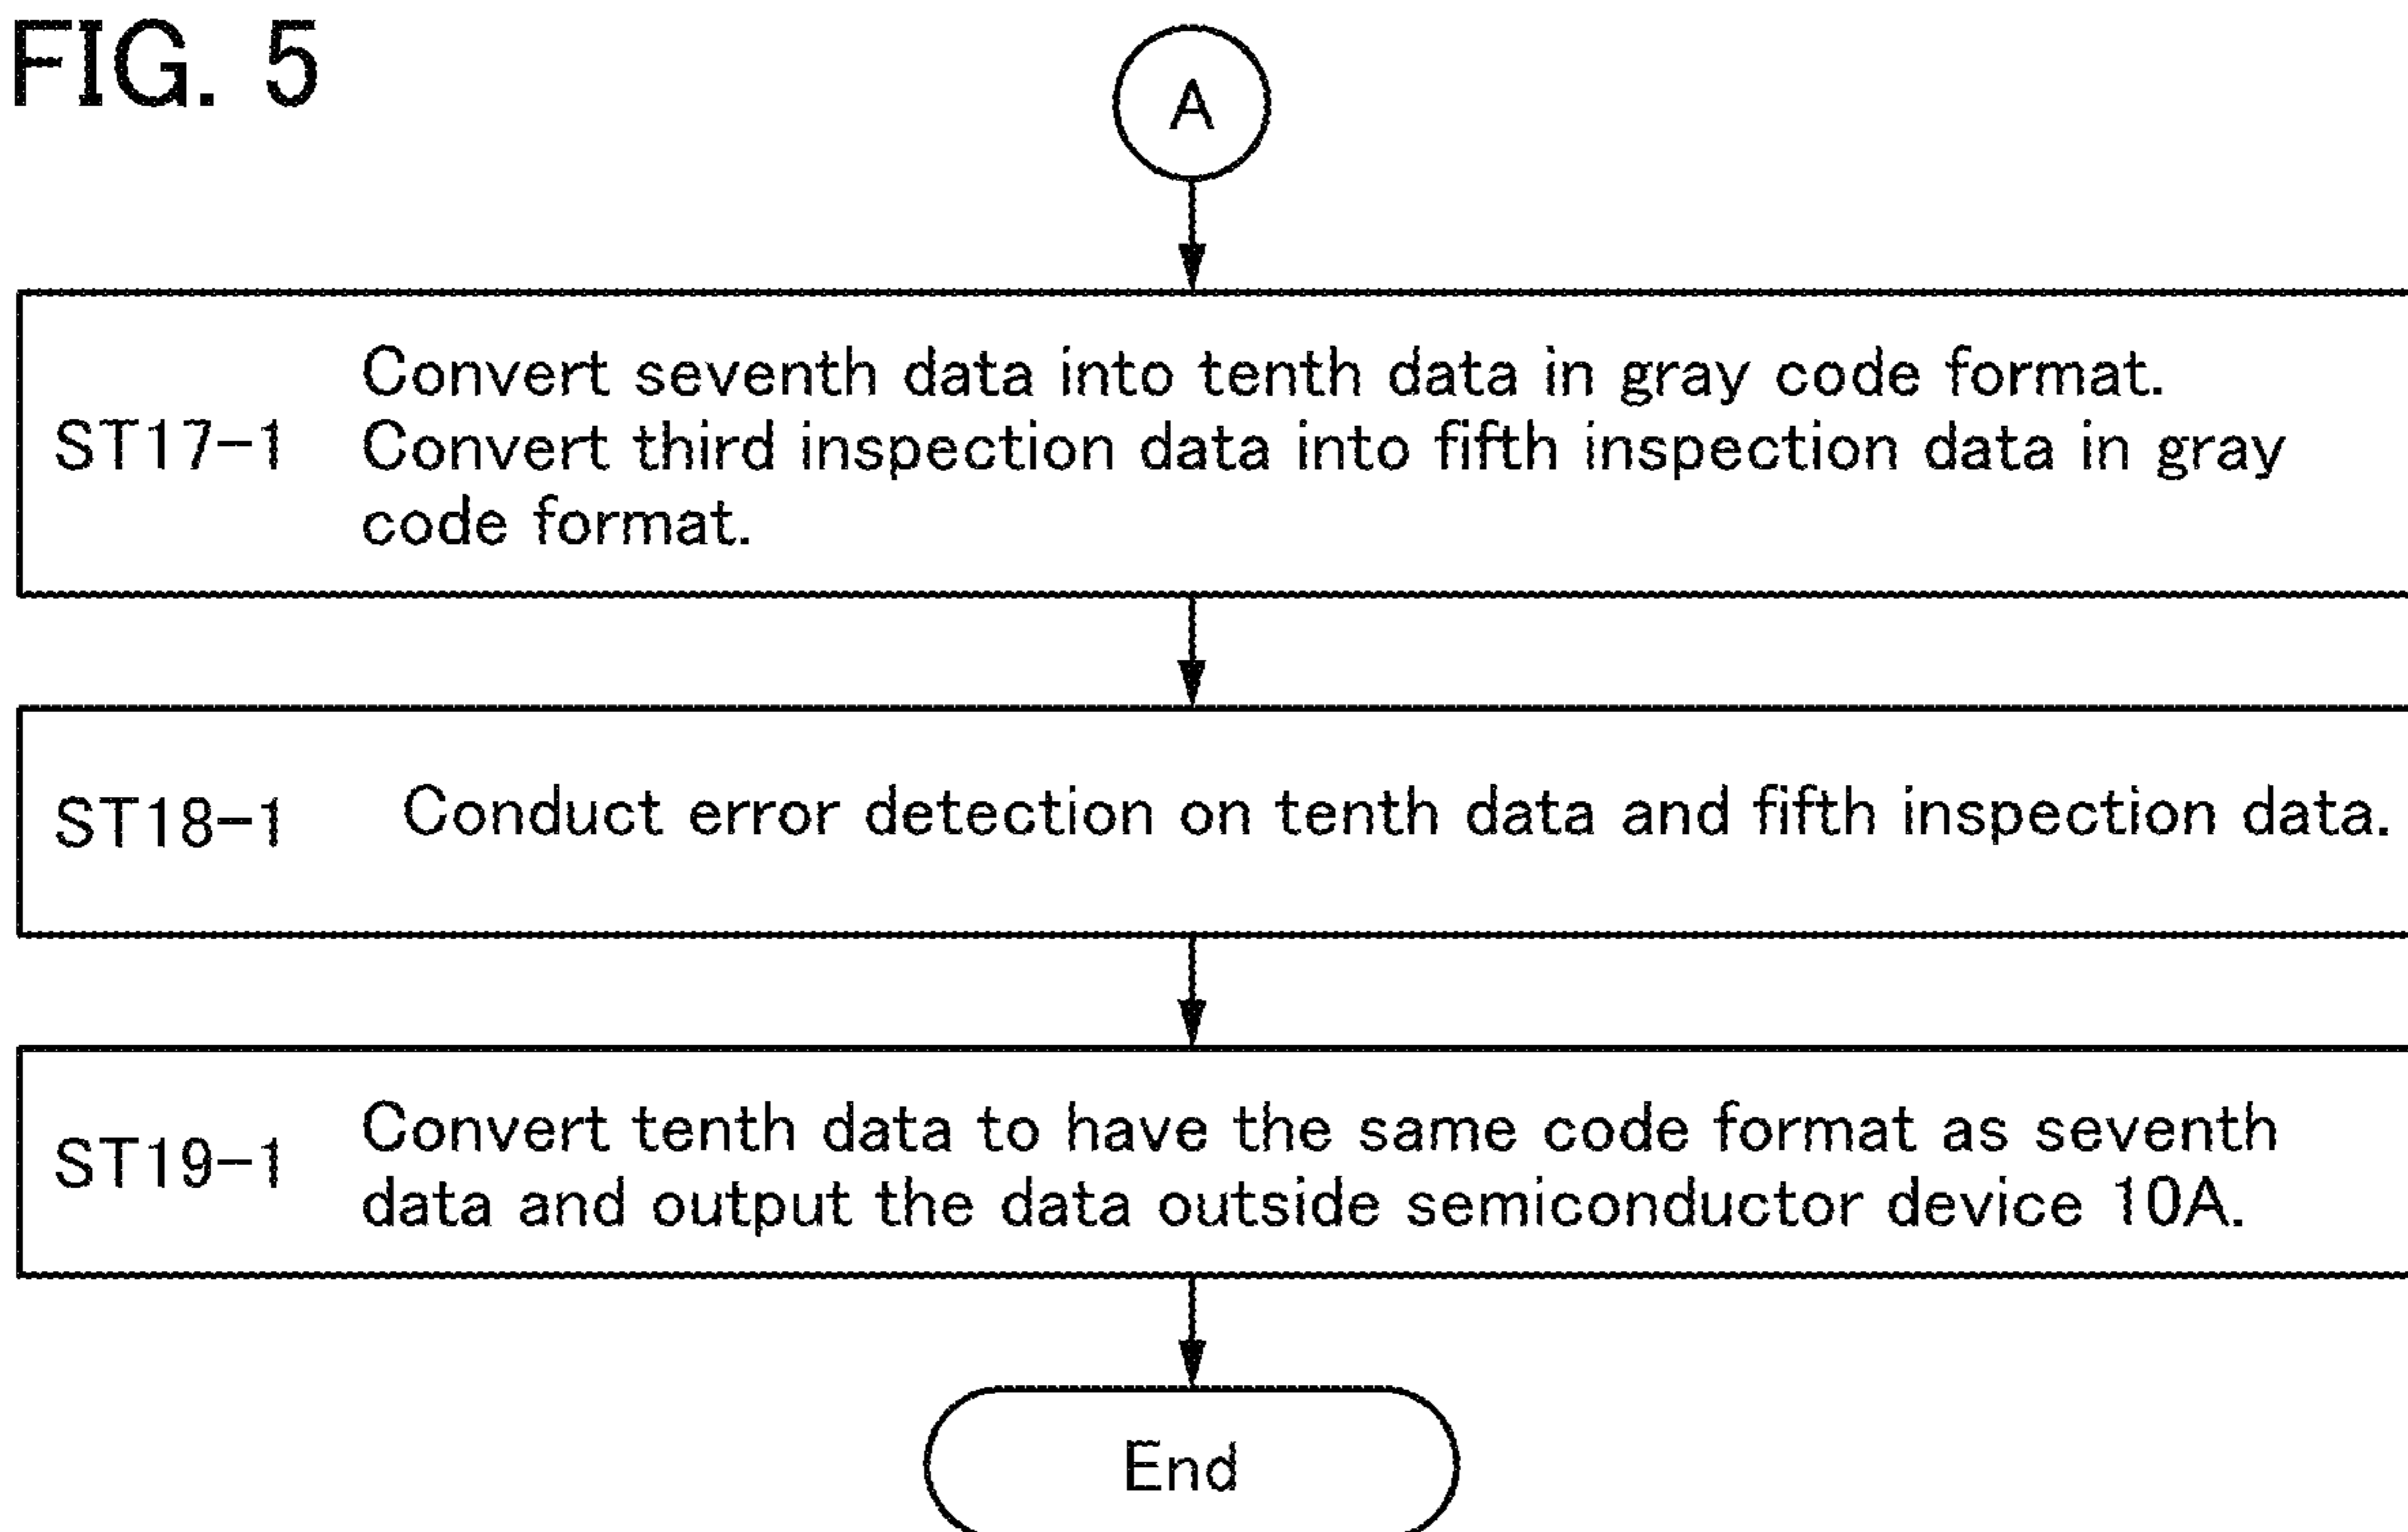 FIG. 5
A
Convert seventh data into tenth data in gray code format.
ST17-1 Convert third inspection data into fifth inspection data in gray
code format.
ST18-1 Conduct error detection on tenth data and fifth inspection data.
ST19-1 Convert tenth data to have the same code format as seventh
data and output the data outside semiconductor device 10A.
End